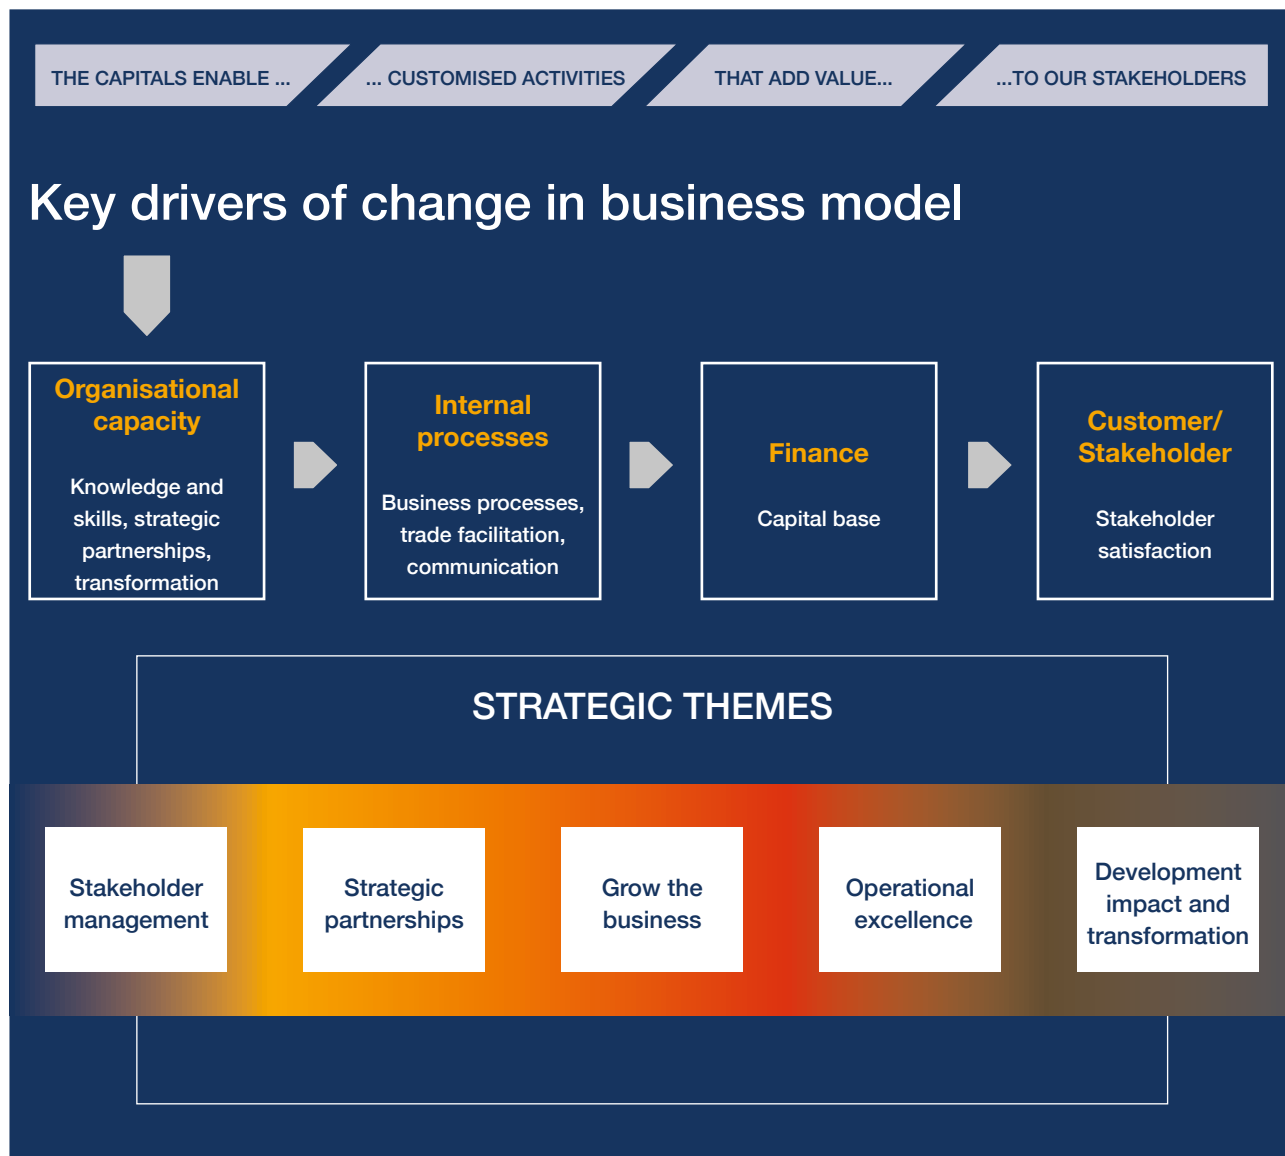 THE CAPITALS ENABLE ...
... CUSTOMISED ACTIVITIES
THAT ADD VALUE...
...TO OUR STAKEHOLDERS
Key drivers of change in business model
Organisational
capacity
Knowledge and
skills, strategic
partnerships,
transformation
Internal
processes
Business processes,
trade facilitation,
communication
Finance
Capital base
Customer/
Stakeholder
Stakeholder
satisfaction
STRATEGIC THEMES
Stakeholder
management
Strategic
partnerships
Grow the
business
Operational
excellence
Development
impact and
transformation